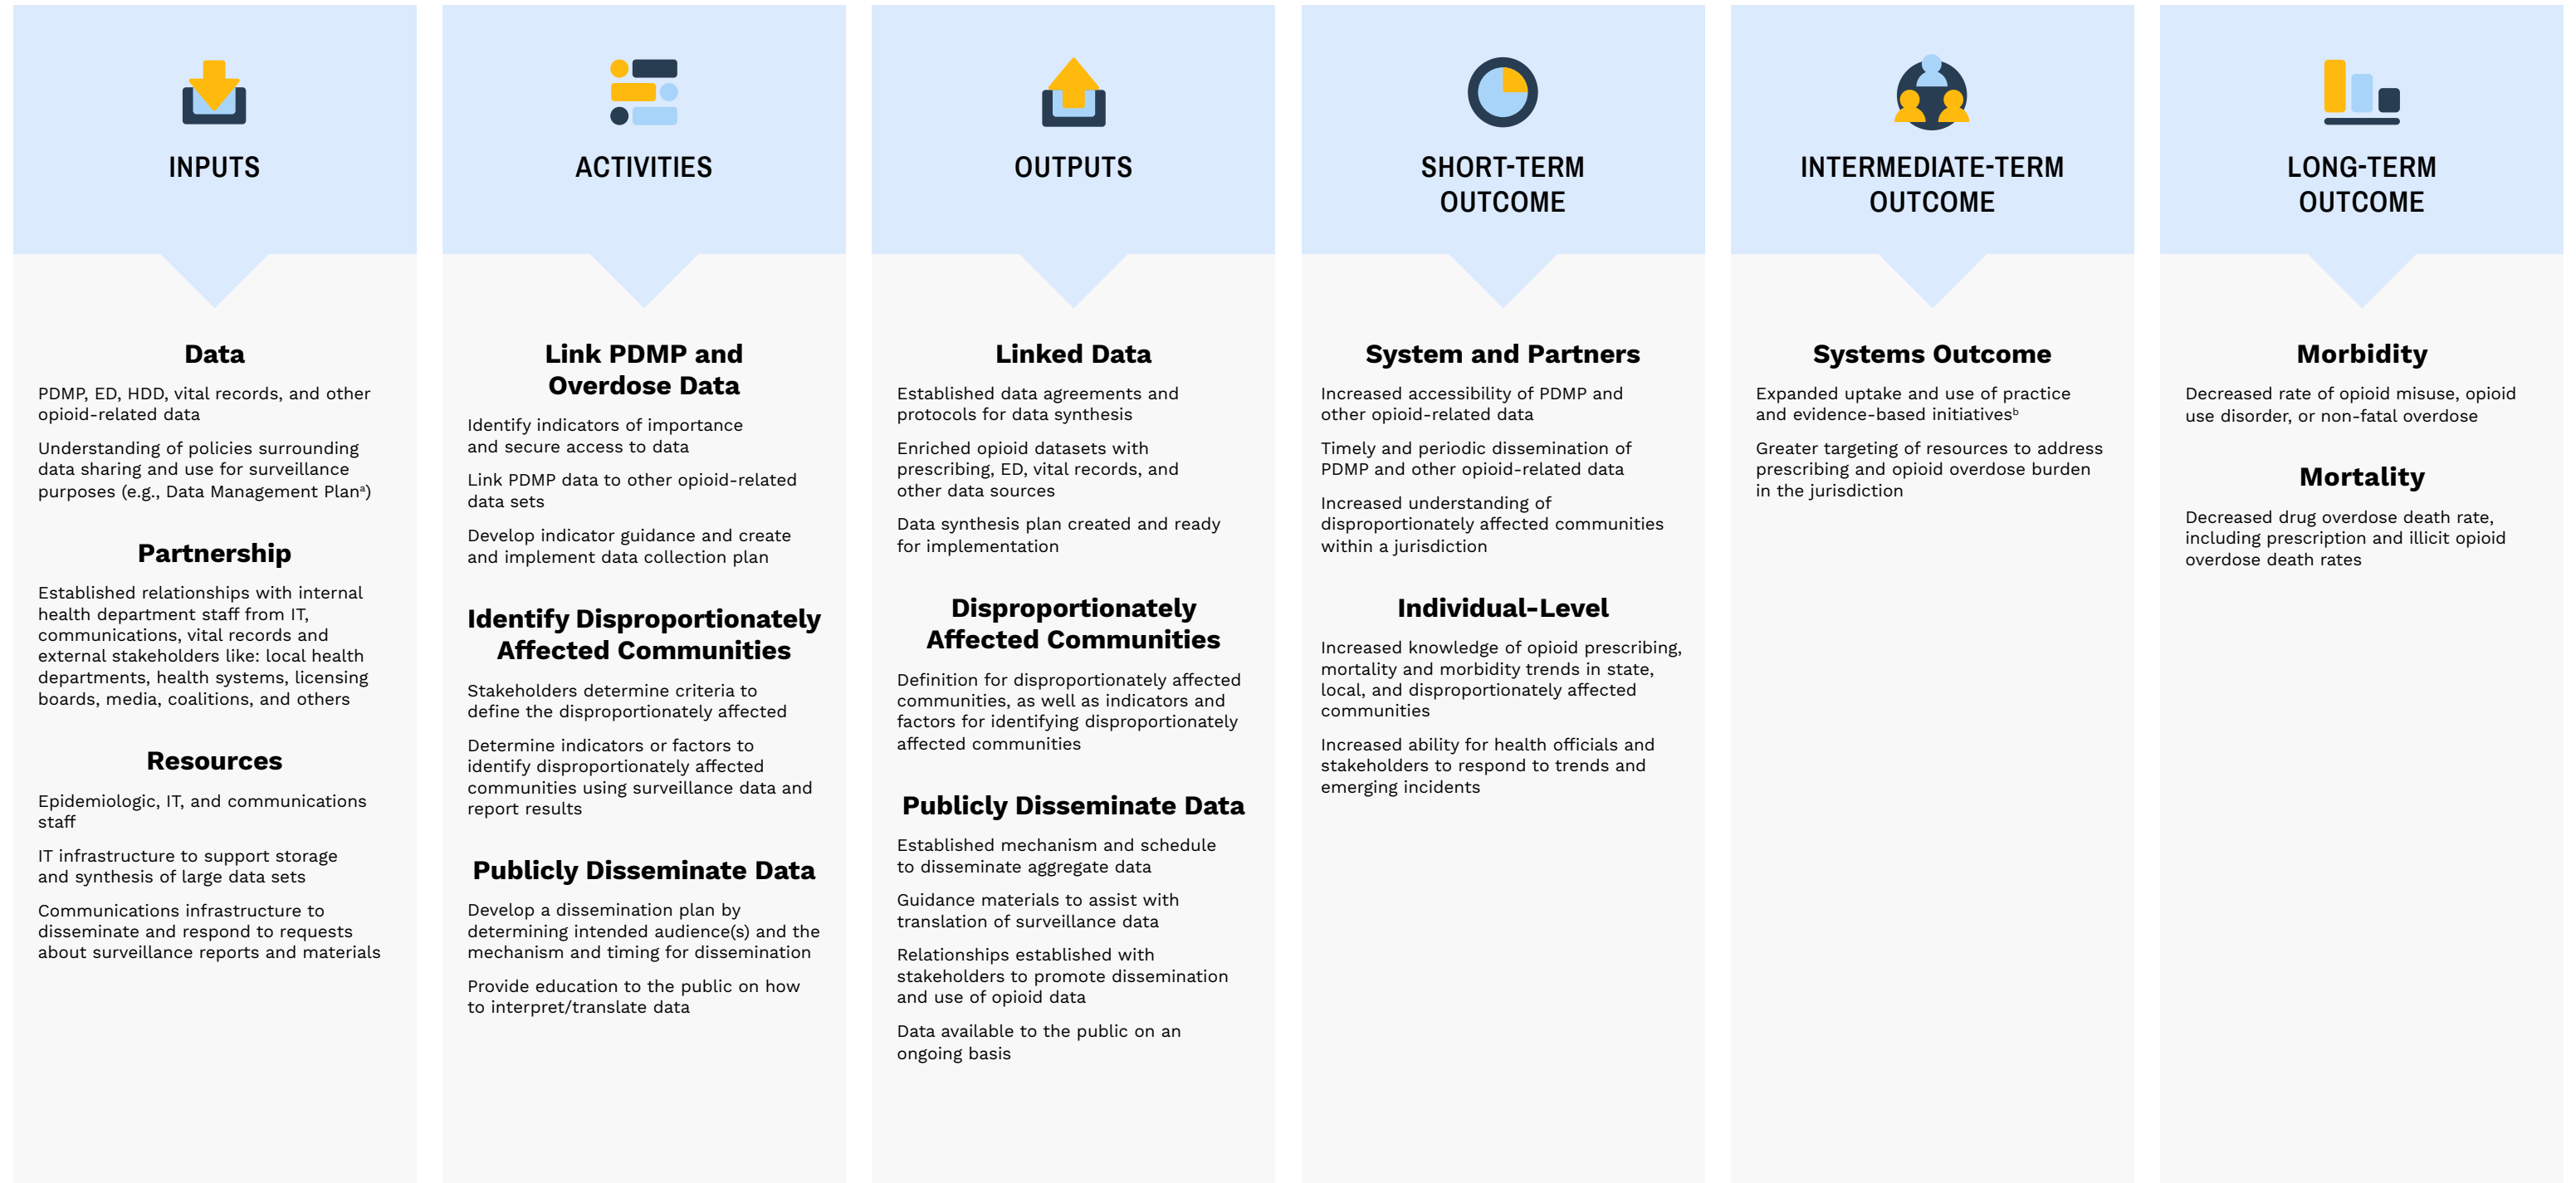 INPUTS
Data
PDMP, ED, HDD, vital records, and other
opioid-related data
Understanding of policies surrounding
data sharing and use for surveillance
purposes (e.g., Data Management Planᵃ)
Partnership
Established relationships with internal
health department staff from IT,
communications, vital records and
external stakeholders like: local health
departments, health systems, licensing
boards, media, coalitions, and others
Resources
Epidemiologic, IT, and communications
staff
IT infrastructure to support storage
and synthesis of large data sets
Communications infrastructure to
disseminate and respond to requests
about surveillance reports and materials
ACTIVITIES
Link PDMP and
Overdose Data
Identify indicators of importance
and secure access to data
Link PDMP data to other opioid-related
data sets
Develop indicator guidance and create
and implement data collection plan
Identify Disproportionately
Affected Communities
Stakeholders determine criteria to
define the disproportionately affected
Determine indicators or factors to
identify disproportionately affected
communities using surveillance data and
report results
Publicly Disseminate Data
Develop a dissemination plan by
determining intended audience(s) and the
mechanism and timing for dissemination
Provide education to the public on how
to interpret/translate data
OUTPUTS
Linked Data
Established data agreements and
protocols for data synthesis
Enriched opioid datasets with
prescribing, ED, vital records, and
other data sources
Data synthesis plan created and ready
for implementation
Disproportionately
Affected Communities
Definition for disproportionately affected
communities, as well as indicators and
factors for identifying disproportionately
affected communities
Publicly Disseminate Data
Established mechanism and schedule
to disseminate aggregate data
Guidance materials to assist with
translation of surveillance data
Relationships established with
stakeholders to promote dissemination
and use of opioid data
Data available to the public on an
ongoing basis
SHORT-TERM
OUTCOME
System and Partners
Increased accessibility of PDMP and
other opioid-related data
Timely and periodic dissemination of
PDMP and other opioid-related data
Increased understanding of
disproportionately affected communities
within a jurisdiction
Individual-Level
Increased knowledge of opioid prescribing,
mortality and morbidity trends in state,
local, and disproportionately affected
communities
Increased ability for health officials and
stakeholders to respond to trends and
emerging incidents
INTERMEDIATE-TERM
OUTCOME
Systems Outcome
Expanded uptake and use of practice
and evidence-based initiativesᵇ
Greater targeting of resources to address
prescribing and opioid overdose burden
in the jurisdiction
LONG-TERM
OUTCOME
Morbidity
Decreased rate of opioid misuse, opioid
use disorder, or non-fatal overdose
Mortality
Decreased drug overdose death rate,
including prescription and illicit opioid
overdose death rates